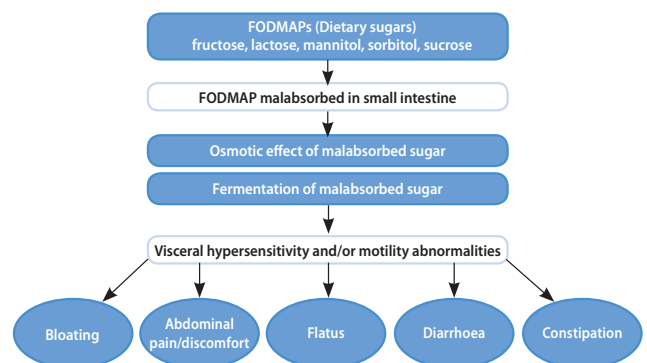 FODMAPs (Dietary sugars)
fructose, lactose, mannitol, sorbitol, sucrose
FODMAP malabsorbed in small intestine
Osmotic effect of malabsorbed sugar
Fermentation of malabsorbed sugar
Visceral hypersensitivity and/or motility abnormalities
Bloating
Abdominal
pain/discomfort
Flatus
Diarrhoea
Constipation